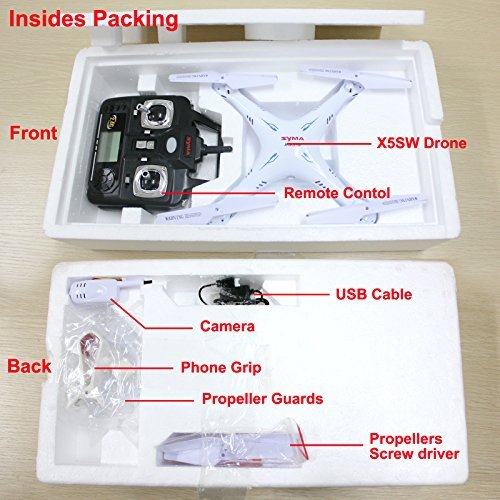 Insides Packing
Front
SYMA
SYMA
X5SW Drone
Remote Contol
USB Cable
Camera
Back
Phone Grip
Propeller Guards
Propellers
Screw driver